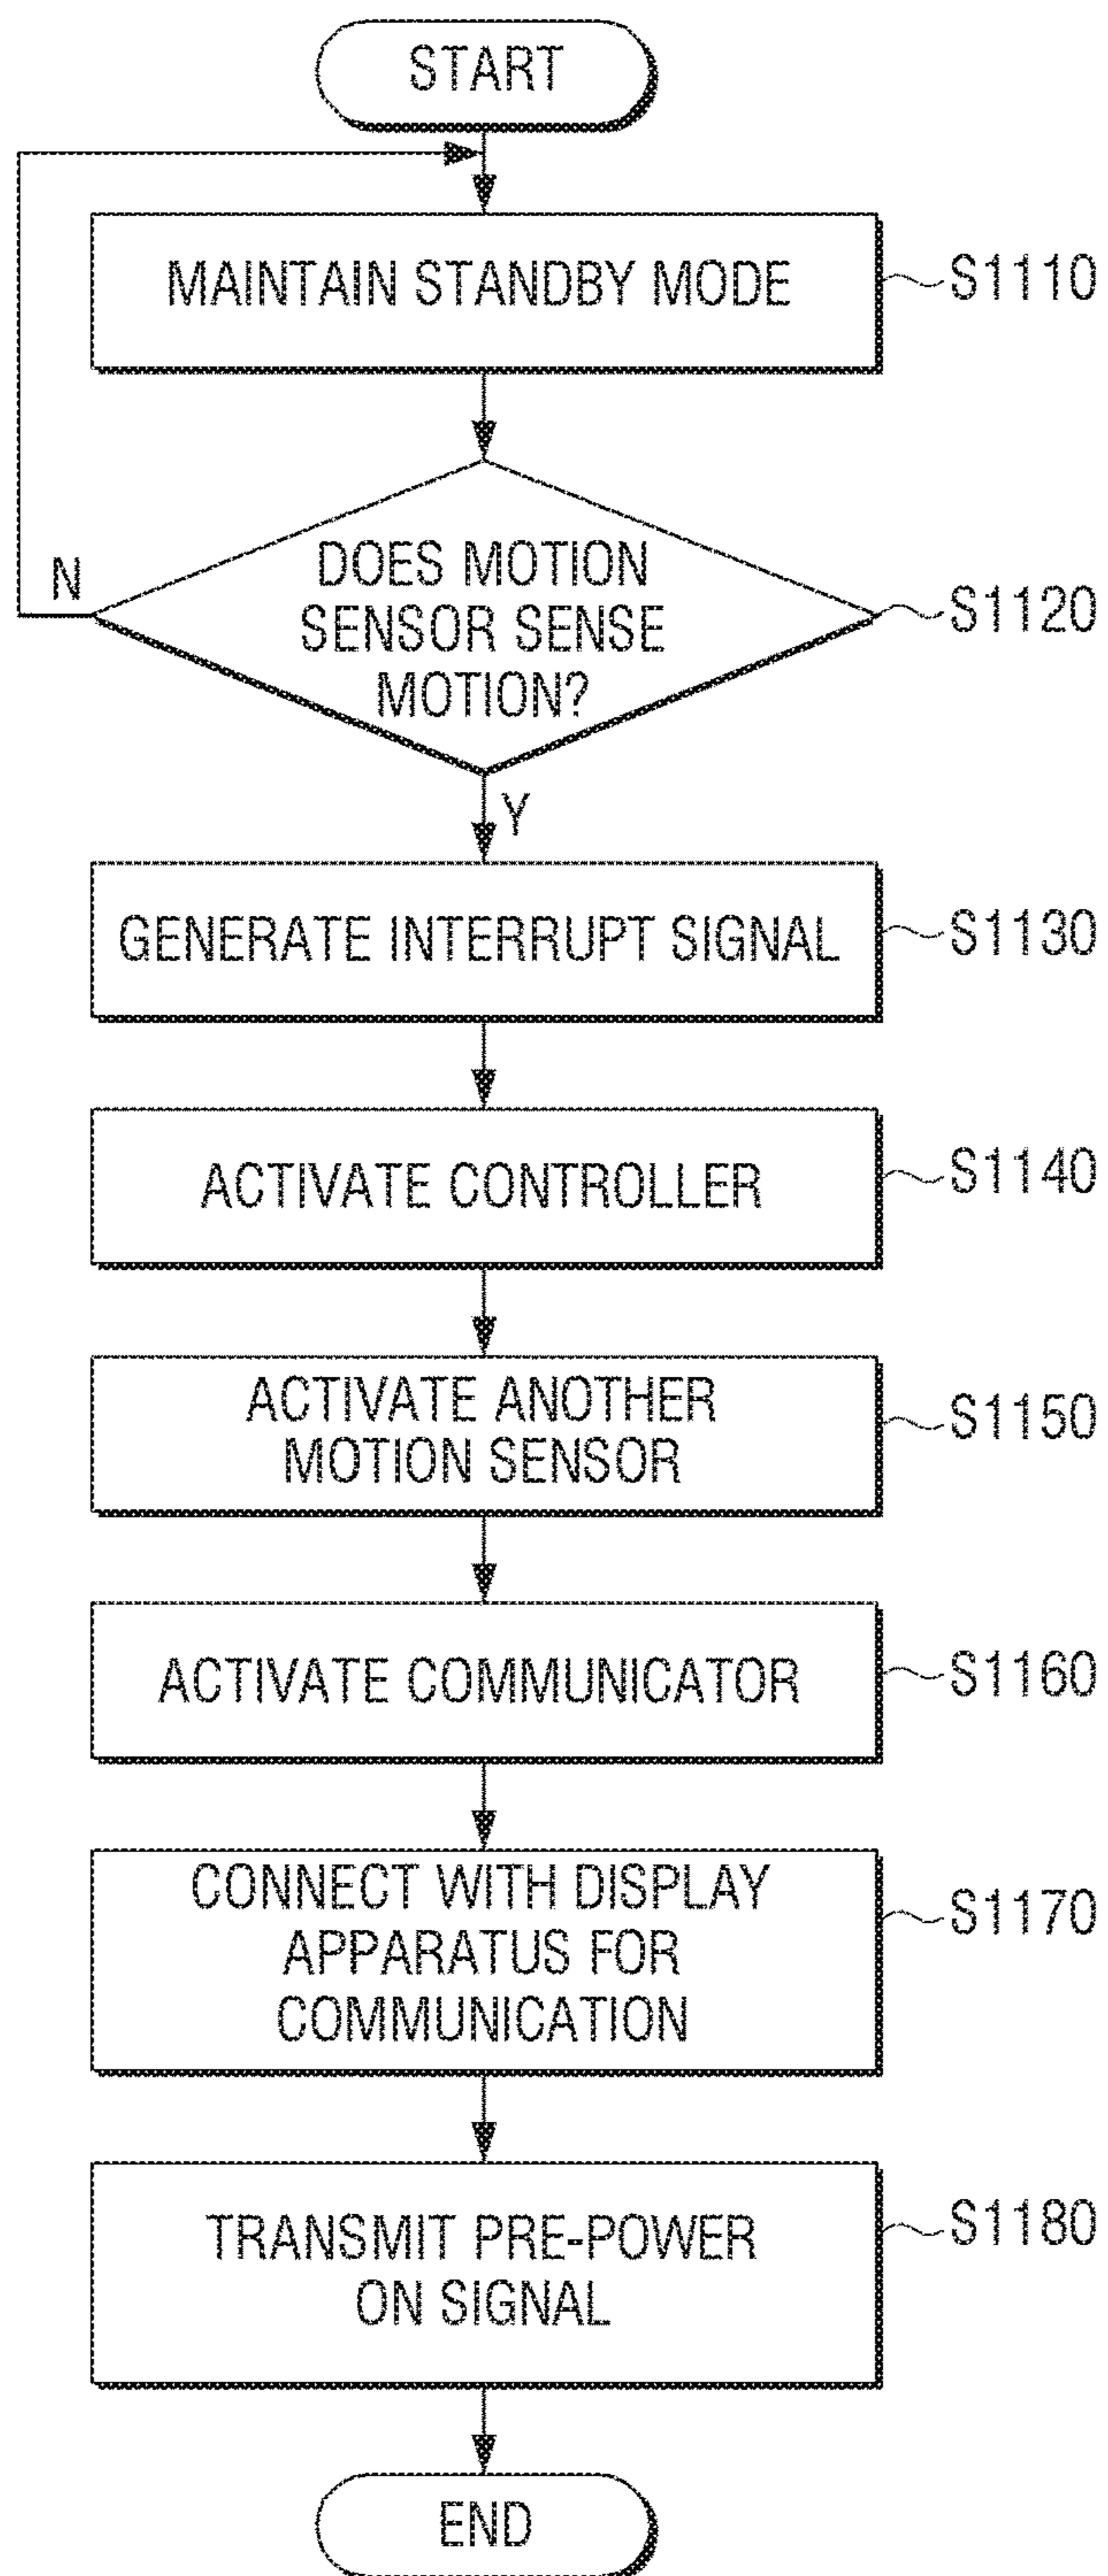 START
MAINTAIN STANDBY MODE
S1110
DOES MOTION
SENSOR SENSE
MOTION?
S1120
N
Y
GENERATE INTERRUPT SIGNAL
S1130
ACTIVATE CONTROLLER
S1140
ACTIVATE ANOTHER
MOTION SENSOR
S1150
ACTIVATE COMMUNICATOR
S1160
CONNECT WITH DISPLAY
APPARATUS FOR
COMMUNICATION
S1170
TRANSMIT PRE-POWER
ON SIGNAL
S1180
END